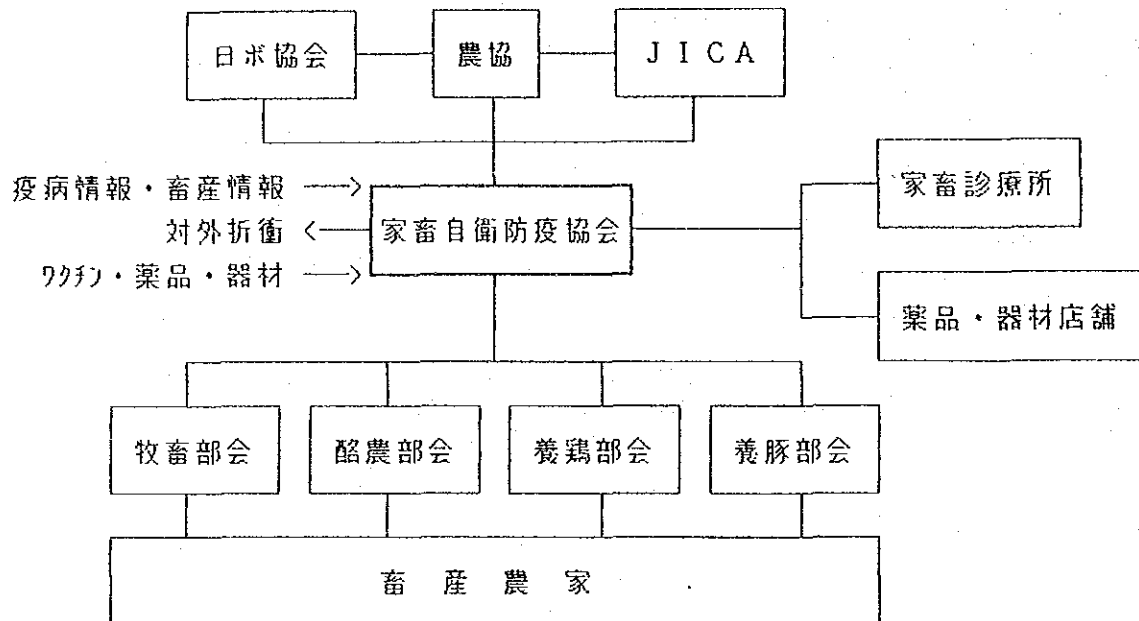 日ボ協会
農協
JICA
疫病情報・畜産情報
対外折衝
ワクチン・薬品・器材
家畜自衛防疫協会
家畜診療所
薬品・器材店舗
牧畜部会
酪農部会
養鶏部会
養豚部会
畜産農家